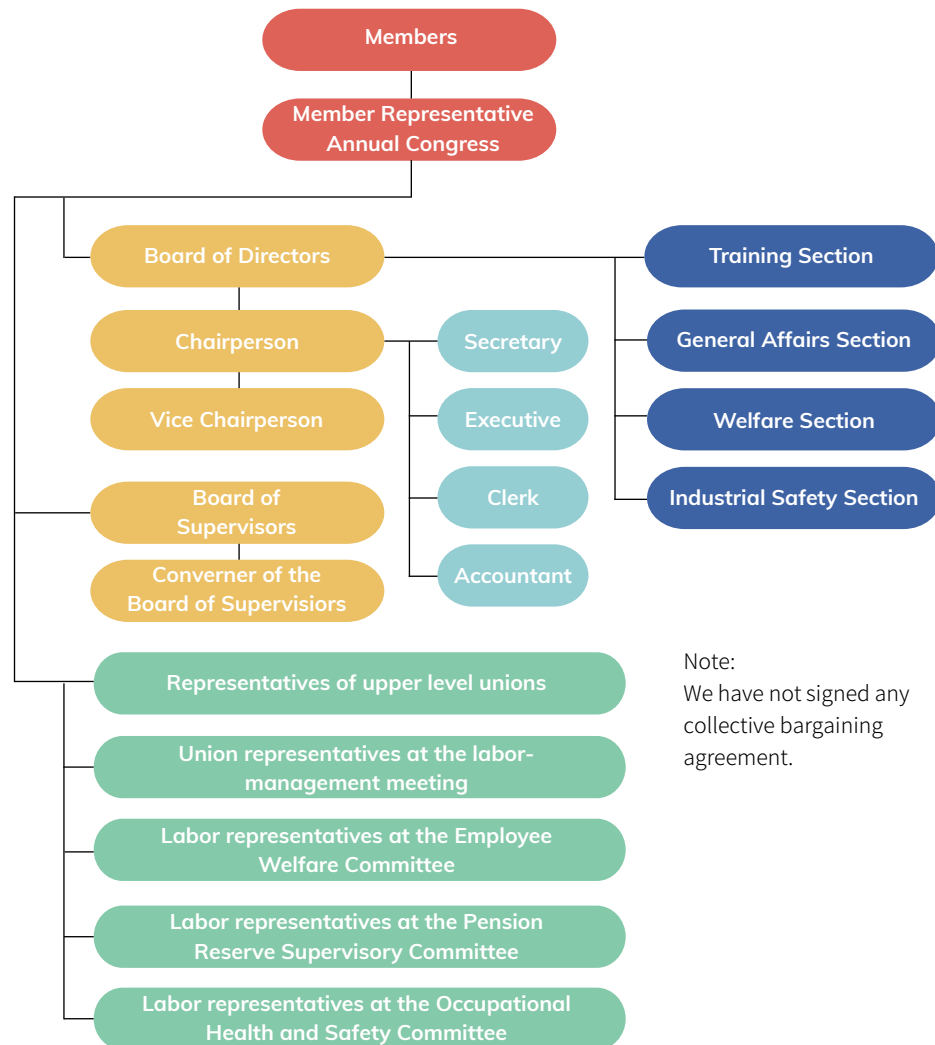 Members
Member Representative
Annual Congress
Board of Directors
Training Section
Chairperson
Secretary
General Affairs Section
Vice Chairperson
Executive
Welfare Section
Board of
Supervisors
Clerk
Industrial Safety Section
Converner of the
Board of Supervisiors
Accountant
Representatives of upper level unions
Note:
We have not signed any
collective bargaining
agreement.
Union representatives at the labor-
management meeting
Labor representatives at the Employee
Welfare Committee
Labor representatives at the Pension
Reserve Supervisory Committee
Labor representatives at the Occupational
Health and Safety Committee